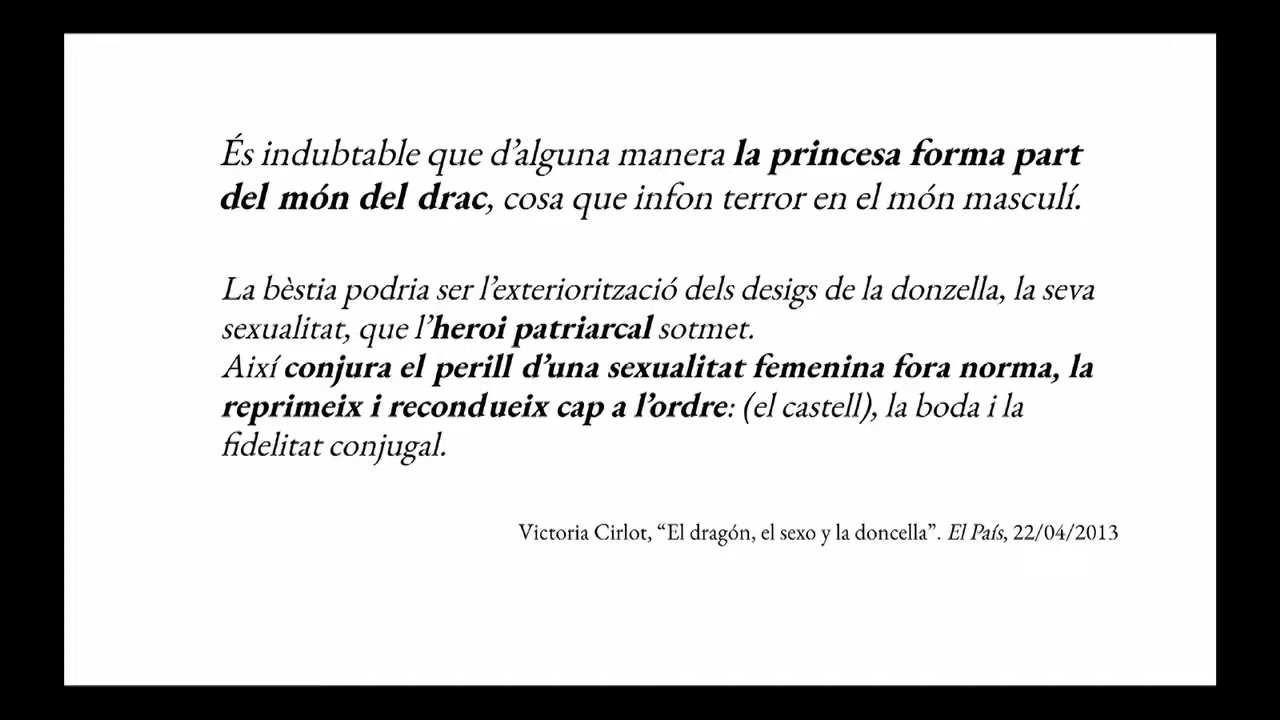 És indubtable que d’alguna manera la princesa forma part
del món del drac, cosa que infon terror en el món masculí.
La bèstia podria ser l’exteriorització dels desigs de la donzella, la seva
sexualitat, que l’heroi patriarcal sotmet.
Així conjura el perill d’una sexualitat femenina fora norma, la
reprimeix i recondueix cap a l’ordre: (el castell), la boda i la
fidelitat conjugal.
Victoria Cirlot, “El dragón, el sexo y la doncella”. El País, 22/04/2013